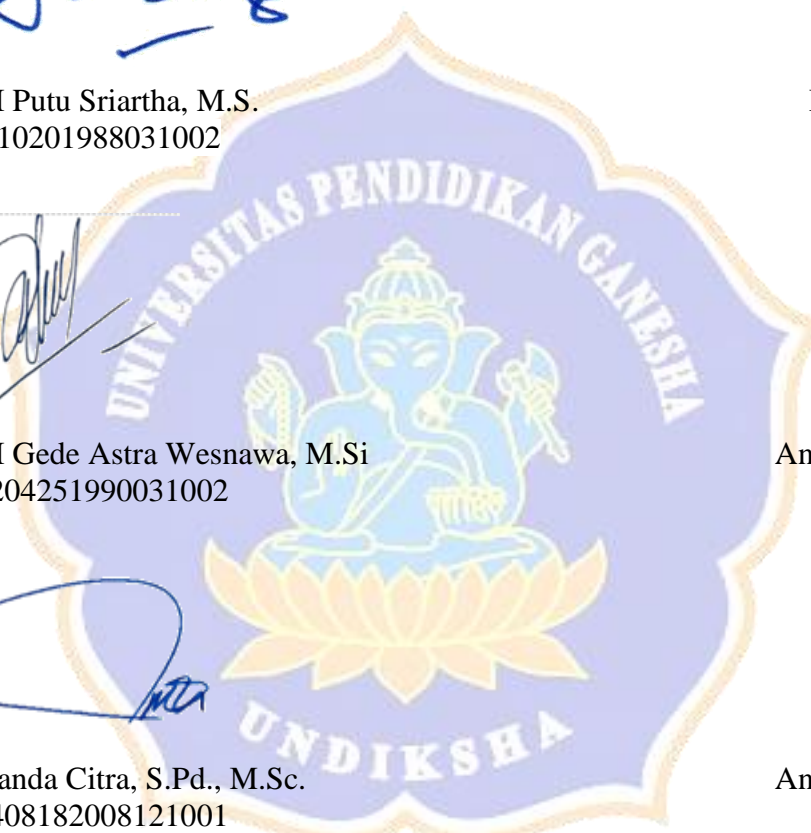 I Putu Sriartha, M.S.
10201988031002
UNIVERSITAS PENDIDIKAN GANESHA
I Gede Astra Wesnawa, M.Si
An
204251990031002
UNDIKSHA
anda Citra, S.Pd., M.Sc.
An
408182008121001